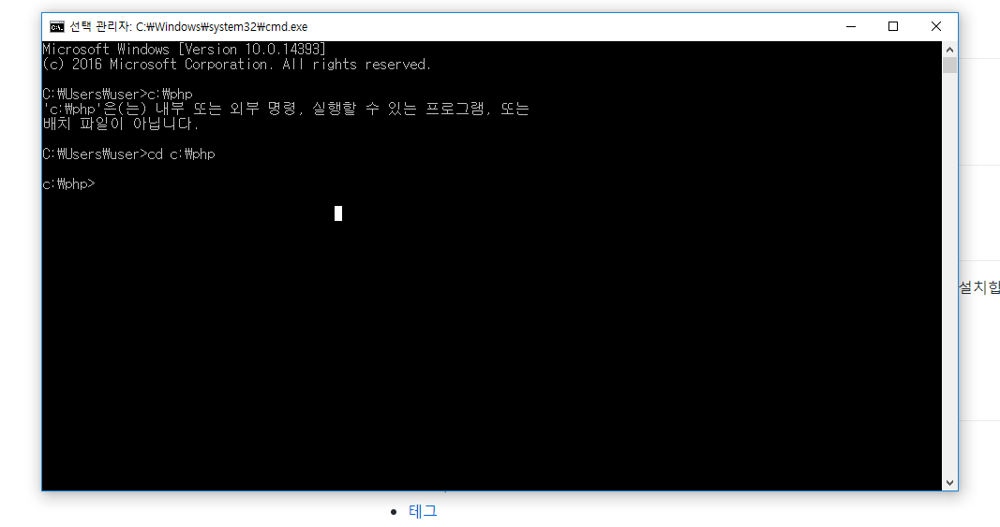 선택 관리자: C:₩Windows₩system32₩cmd.exe
Microsoft Windows [Version 10.0.14393]
(c) 2016 Microsoft Corporation. All rights reserved.
C:₩Users₩user>c:₩php
'c:₩php'은(는) 내부 또는 외부 명령, 실행할 수 있는 프로그램, 또는
배치 파일이 아닙니다.
C:₩Users₩user>cd c:₩php
c:₩php>
설치합
테그